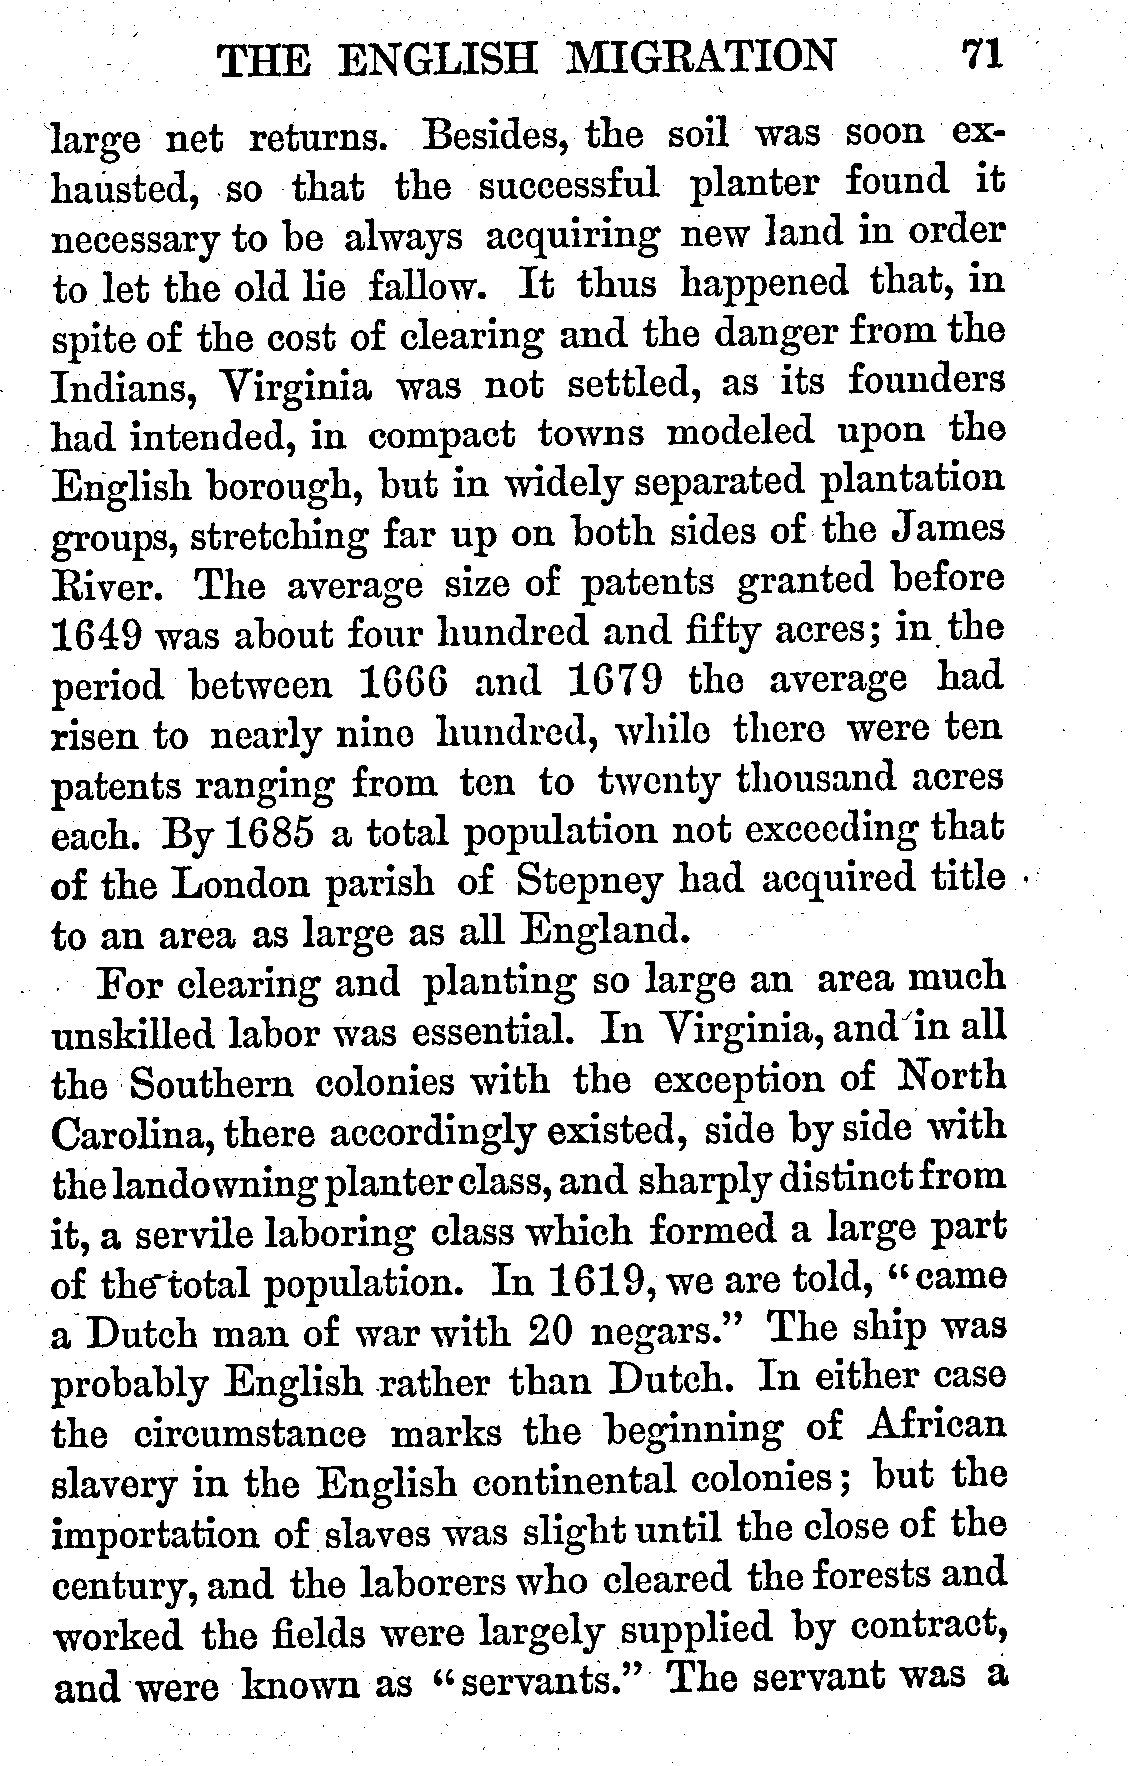 THE ENGLISH MIGRATION 71
large net returns. Besides, the soil was soon ex-
hausted, so that the successful planter found it
necessary to be always acquiring new land in order
to let the old lie fallow. It thus happened that, in
spite of the cost of clearing and the danger from the
Indians, Virginia was not settled, as its founders
had intended, in compact towns modeled upon the
English borough, but in widely separated plantation
groups, stretching far up on both sides of the James
River. The average size of patents granted before
1649 was about four hundred and fifty acres; in the
period between 1666 and 1679 the average had
risen to nearly nine hundred, while there were ten
patents ranging from ten to twenty thousand acres
each. By 1685 a total population not exceeding that
of the London parish of Stepney had acquired title
to an area as large as all England.
For clearing and planting so large an area much
unskilled labor was essential. In Virginia, and in all
the Southern colonies with the exception of North
Carolina, there accordingly existed, side by side with
the landowning planter class, and sharply distinct from
it, a servile laboring class which formed a large part
of the total population. In 1619, we are told, "came
a Dutch man of war with 20 negars." The ship was
probably English rather than Dutch. In either case
the circumstance marks the beginning of African
slavery in the English continental colonies; but the
importation of slaves was slight until the close of the
century, and the laborers who cleared the forests and
worked the fields were largely supplied by contract,
and were known as "servants." The servant was a